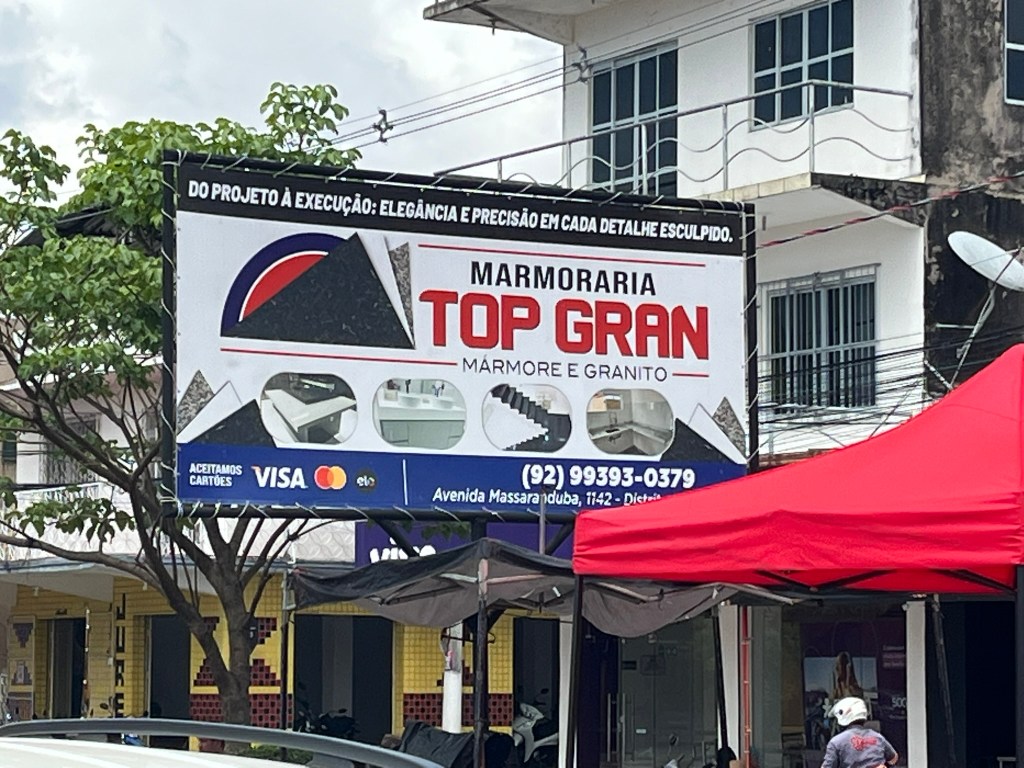 DO PROJETO À EXECUÇÃO: ELEGÂNCIA E PRECISÃO EM CADA DETALHE ESCULPIDO.
MARMORARIA
TOP GRAN
MÁRMORE E GRANITO
ACEITAMOS
CARTÕES
VISA
elo
(92) 99393-0379
Avenida Massaranduba, 1142 -